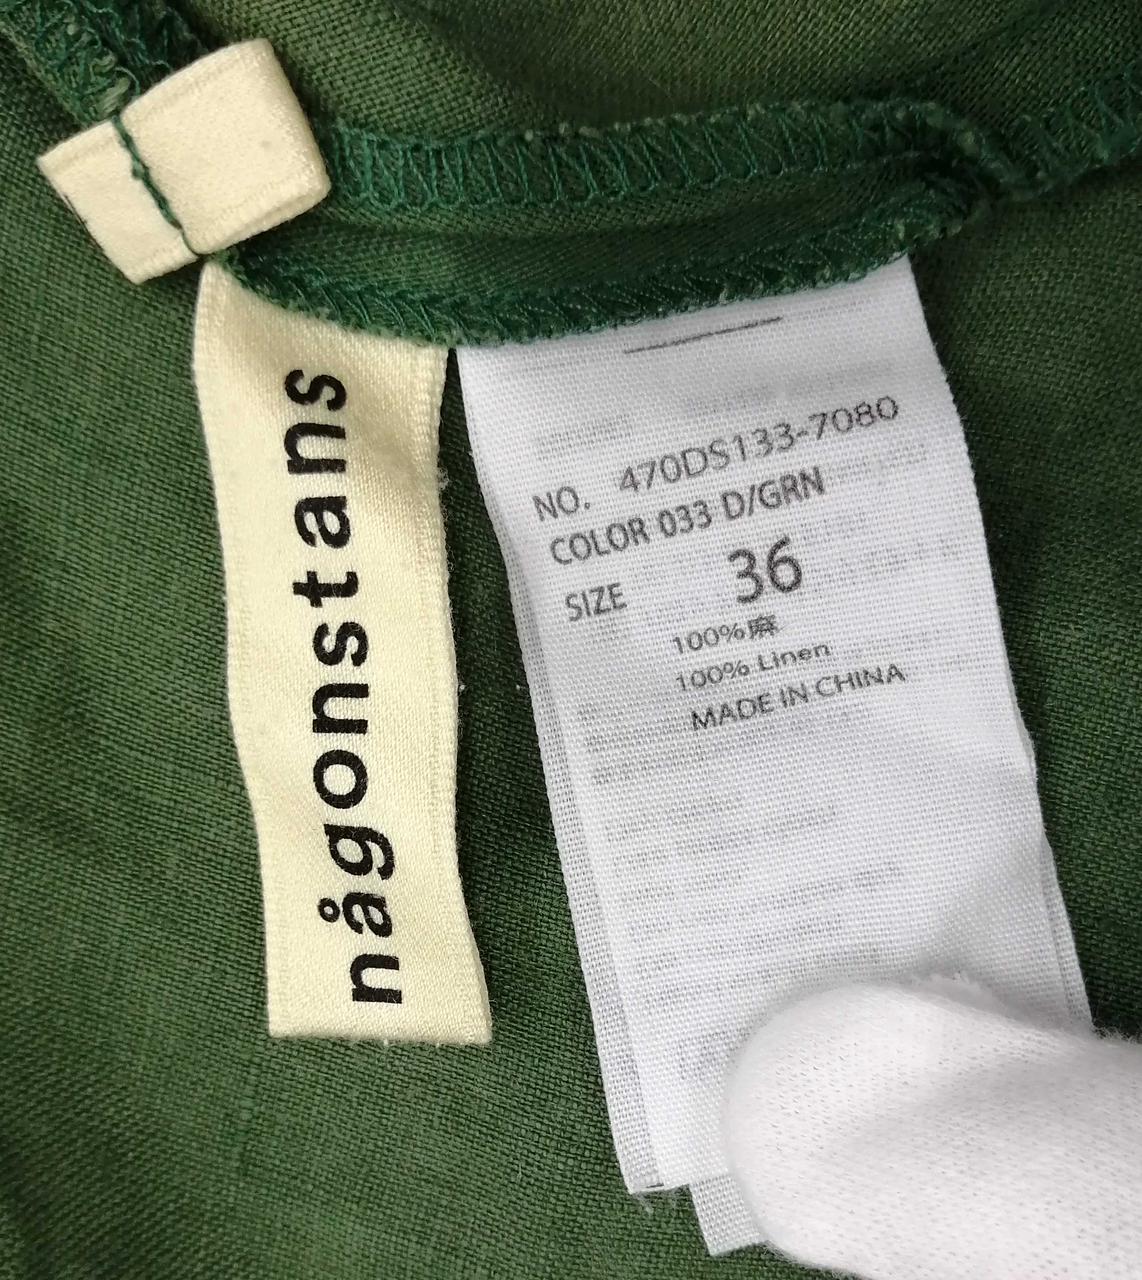 någonstans
NO. 470DS133-7080
COLOR 033 D/GRN
SIZE 36
100%麻
100% Linen
MADE IN CHINA